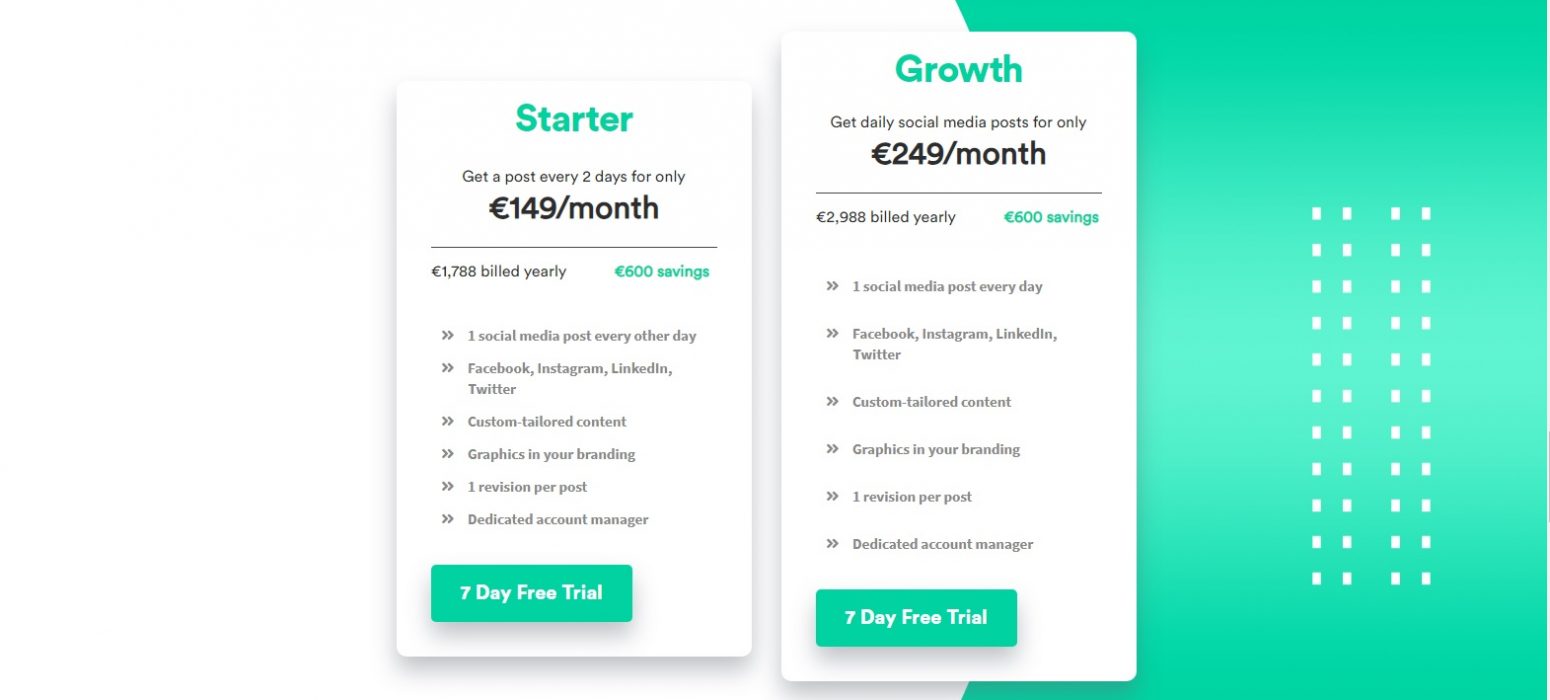 Starter
Get a post every 2 days for only
€149/month
€1,788 billed yearly €600 savings
1 social media post every other day
Facebook, Instagram, LinkedIn,
Twitter
Custom-tailored content
Graphics in your branding
1 revision per post
Dedicated account manager
7 Day Free Trial
Growth
Get daily social media posts for only
€249/month
€2,988 billed yearly €600 savings
1 social media post every day
Facebook, Instagram, LinkedIn,
Twitter
Custom-tailored content
Graphics in your branding
1 revision per post
Dedicated account manager
7 Day Free Trial